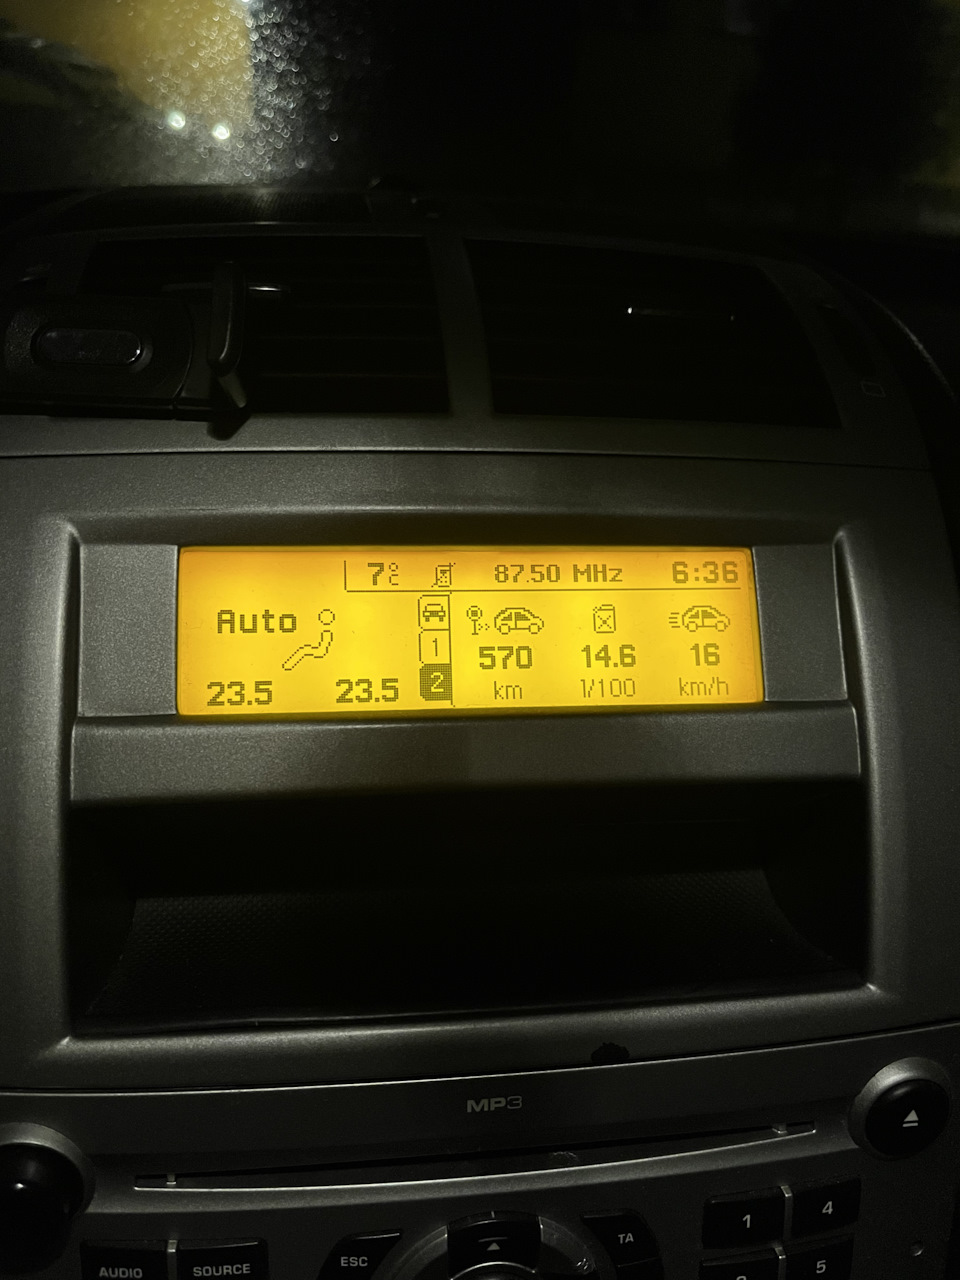 7°C 87.50 MHz 6:36
Auto
1
570 14.6 16
23.5 23.5 2 km l/100 km/h
MP3
1 4
AUDIO SOURCE ESC TA 5